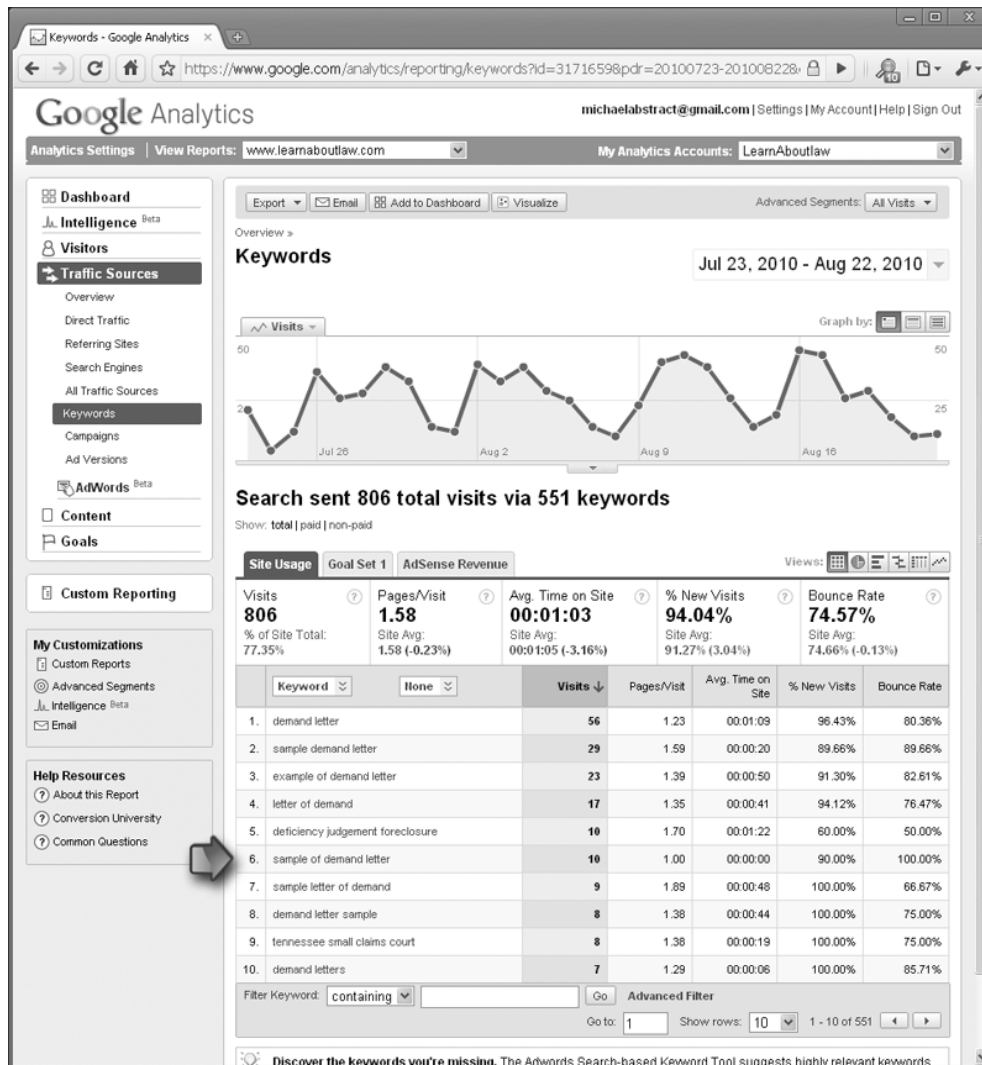 Keywords - Google Analytics
https://www.google.com/analytics/reporting/keywords?id=3171659&pdr=20100723-20100822&
10
Google Analytics
michaelabstract@gmail.com | Settings | My Account | Help | Sign Out
Analytics Settings | View Reports: www.learnaboutlaw.com My Analytics Accounts: LearnAboutlaw
Dashboard
Intelligence Beta
Visitors
Traffic Sources
Overview
Direct Traffic
Referring Sites
Search Engines
All Traffic Sources
Keywords
Campaigns
Ad Versions
AdWords Beta
Content
Goals
Custom Reporting
My Customizations
Custom Reports
Advanced Segments
Intelligence Beta
Email
Help Resources
? About this Report
? Conversion University
? Common Questions
Export Email Add to Dashboard Visualize Advanced Segments: All Visits
Overview »
Keywords
Jul 23, 2010 - Aug 22, 2010
Visits Graph by:
50 50
2 25
Jul 26 Aug 2 Aug 9 Aug 16
Search sent 806 total visits via 551 keywords
Show: total | paid | non-paid
Site Usage Goal Set 1 AdSense Revenue Views:
Visits ? Pages/Visit ? Avg. Time on Site ? % New Visits ? Bounce Rate ?
806 1.58 00:01:03 94.04% 74.57%
% of Site Total: Site Avg: Site Avg: Site Avg: Site Avg:
77.35% 1.58 (-0.23%) 00:01:05 (-3.16%) 91.27% (3.04%) 74.66% (-0.13%)
Keyword None Visits Pages/Visit Avg. Time on Site % New Visits Bounce Rate
1. demand letter 56 1.23 00:01:09 96.43% 80.36%
2. sample demand letter 29 1.59 00:00:20 89.66% 89.66%
3. example of demand letter 23 1.39 00:00:50 91.30% 82.61%
4. letter of demand 17 1.35 00:00:41 94.12% 76.47%
5. deficiency judgement foreclosure 10 1.70 00:01:22 60.00% 50.00%
6. sample of demand letter 10 1.00 00:00:00 90.00% 100.00%
7. sample letter of demand 9 1.89 00:00:48 100.00% 66.67%
8. demand letter sample 8 1.38 00:00:44 100.00% 75.00%
9. tennessee small claims court 8 1.38 00:00:19 100.00% 75.00%
10. demand letters 7 1.29 00:00:06 100.00% 85.71%
Filter Keyword: containing Go Advanced Filter
Go to: 1 Show rows: 10 1 - 10 of 551
Discover the keywords you're missing. The Adwords Search-based Keyword Tool suggests highly relevant keywords